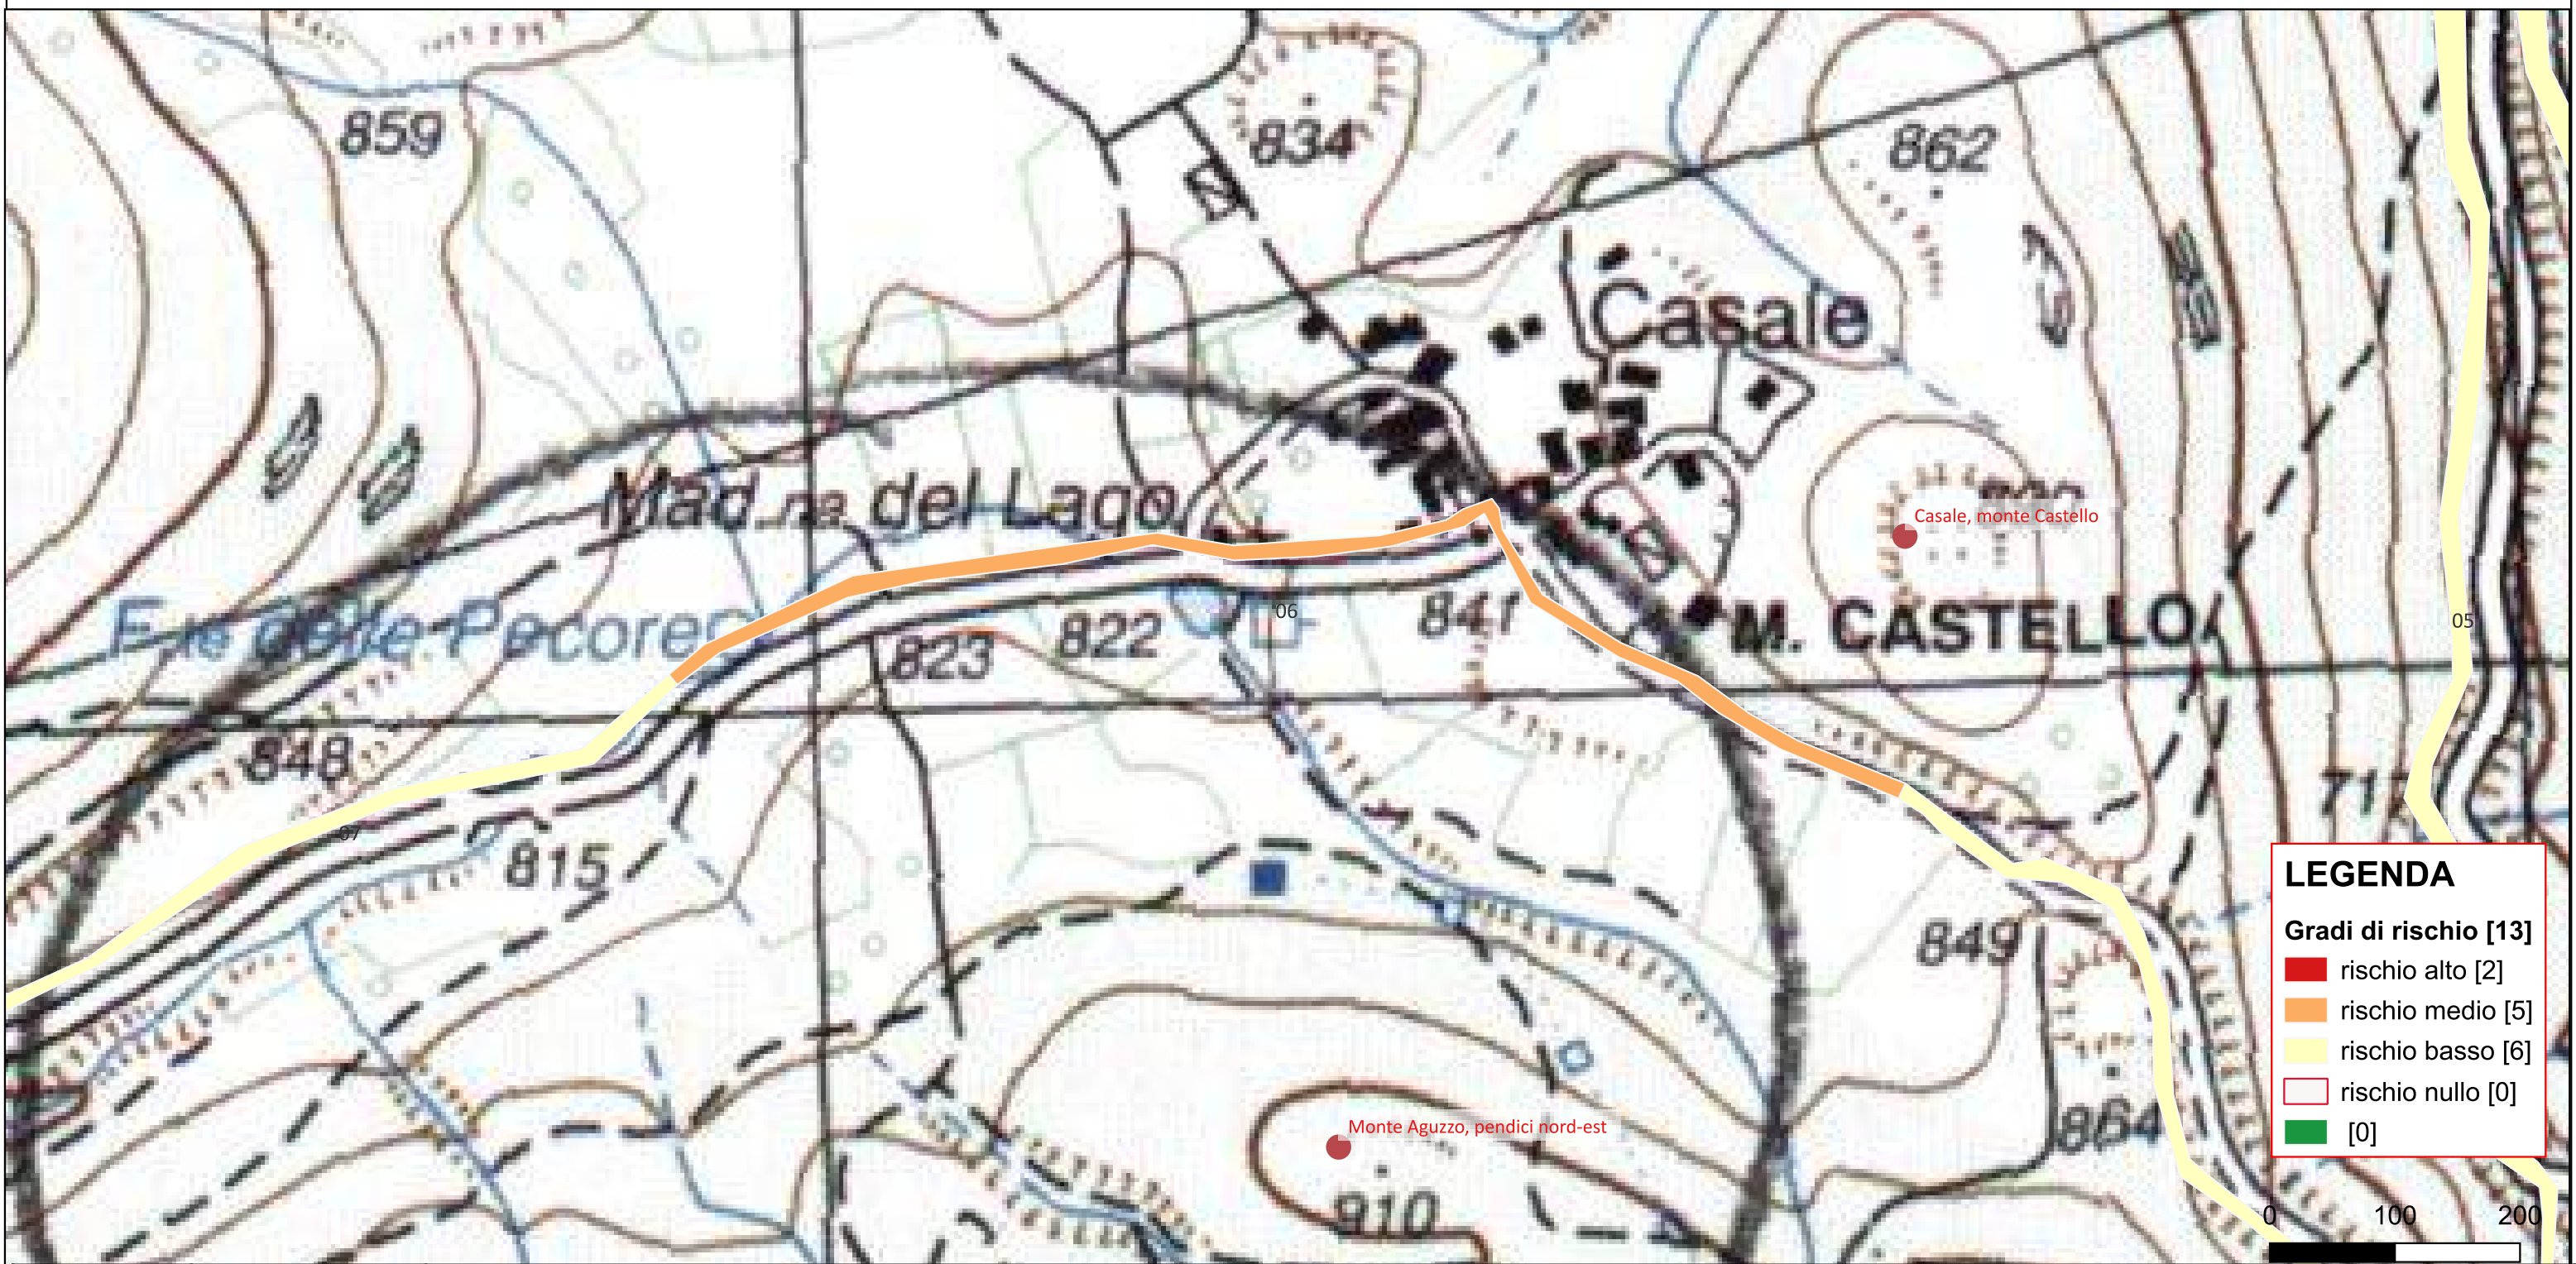 859
834
862
Casale
Mad.na del Lago
Casale, monte Castello
F.te delle Pecore
823
822
06
841
M. CASTELLO
05
848
717
07
815
849
864
Monte Aguzzo, pendici nord-est
910
LEGENDA
Gradi di rischio [13]
rischio alto [2]
rischio medio [5]
rischio basso [6]
rischio nullo [0]
[0]
0 100 200